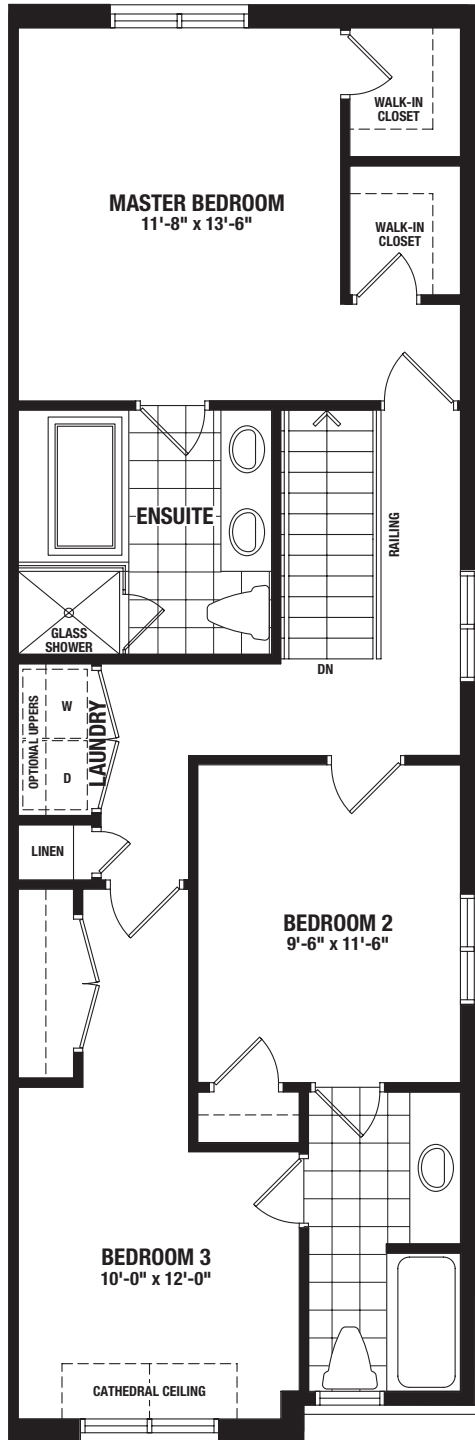 WALK-IN
CLOSET
MASTER BEDROOM
11'-8" x 13'-6"
WALK-IN
CLOSET
ENSUITE
RAILING
GLASS
SHOWER
DN
OPTIONAL UPPERS
W
D
LAUNDRY
LINEN
BEDROOM 2
9'-6" x 11'-6"
BEDROOM 3
10'-0" x 12'-0"
CATHEDRAL CEILING